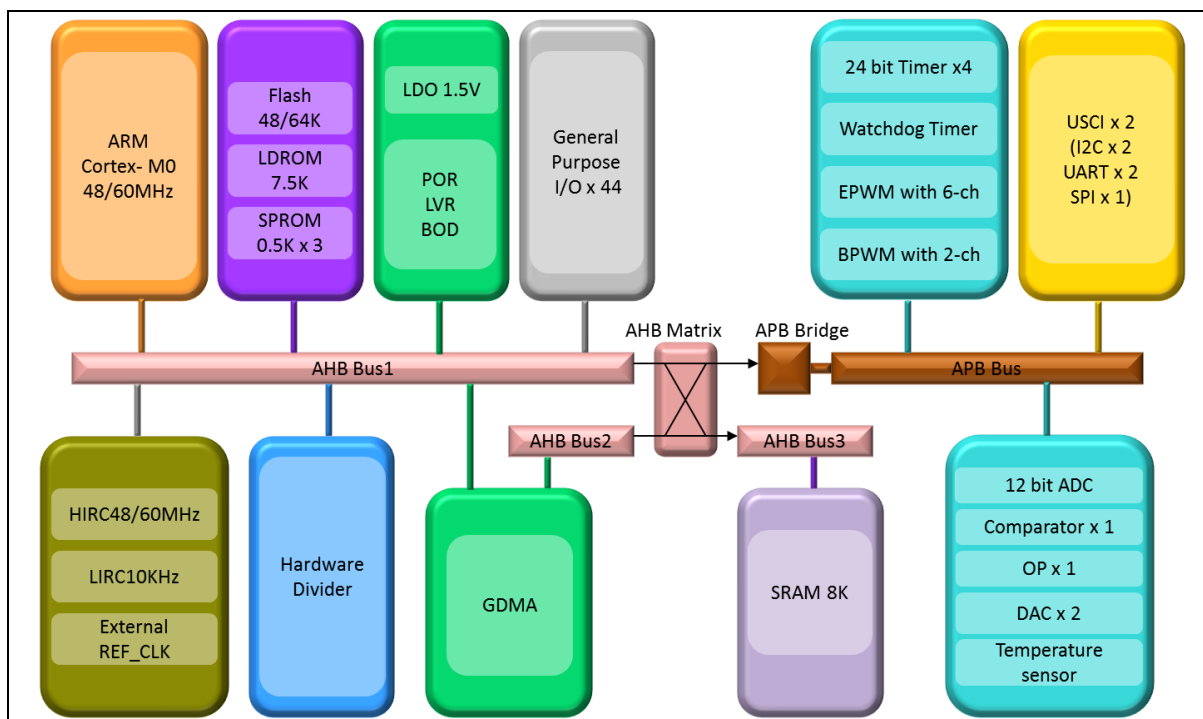 ARM
Cortex- M0
48/60MHz
Flash
48/64K
LDROM
7.5K
SPROM
0.5K x 3
LDO 1.5V
POR
LVR
BOD
General
Purpose
I/O x 44
24 bit Timer x4
Watchdog Timer
EPWM with 6-ch
BPWM with 2-ch
USCI x 2
(I2C x 2
UART x 2
SPI x 1)
AHB Matrix
APB Bridge
AHB Bus1
APB Bus
AHB Bus2
AHB Bus3
HIRC48/60MHz
LIRC10KHz
External
REF_CLK
Hardware
Divider
GDMA
SRAM 8K
12 bit ADC
Comparator x 1
OP x 1
DAC x 2
Temperature
sensor